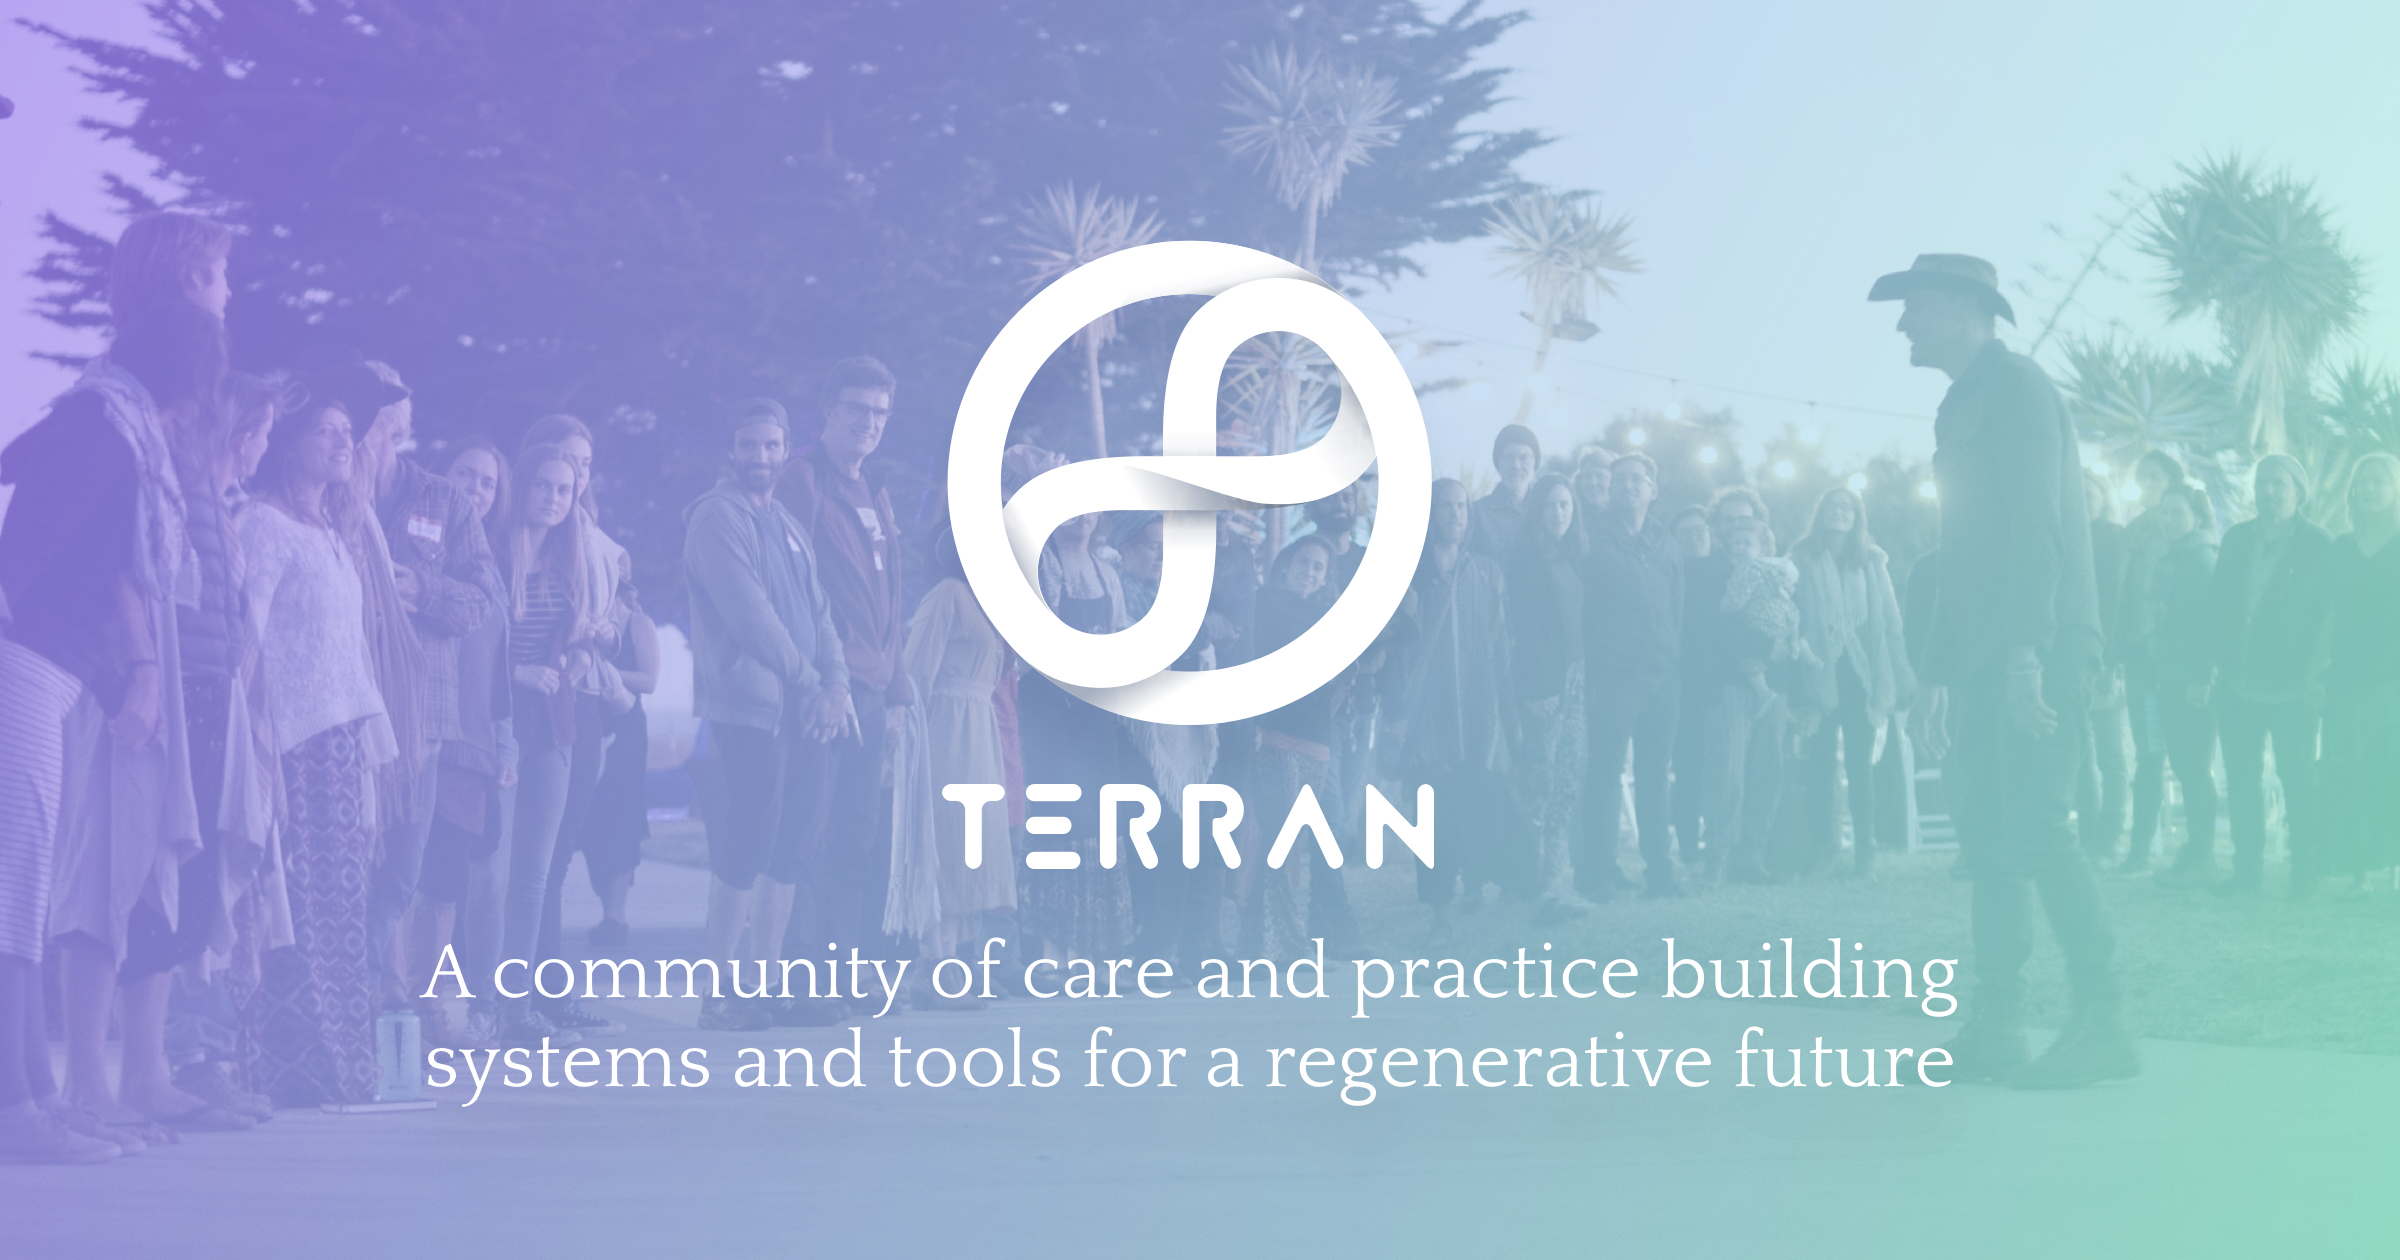 TERRAN
A community of care and practice building
systems and tools for a regenerative future